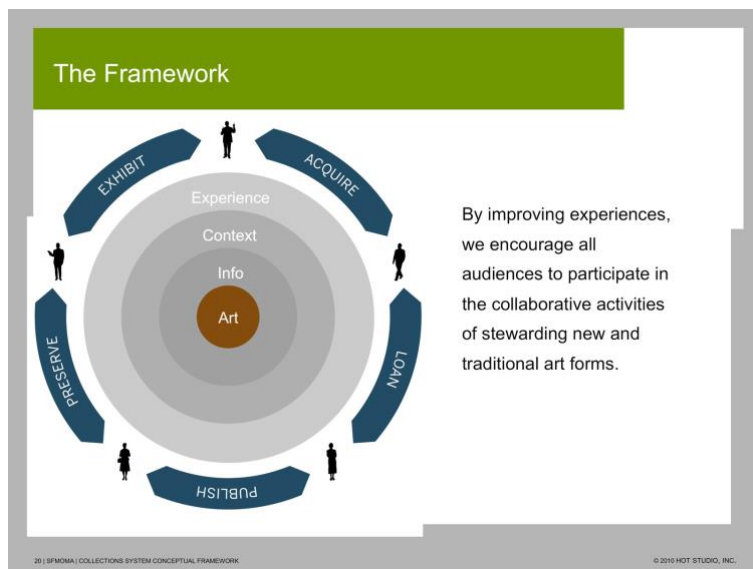 The Framework
EXHIBIT
ACQUIRE
Experience
Context
Info
Art
PRESERVE
LOAN
PUBLISH
By improving experiences,
we encourage all
audiences to participate in
the collaborative activities
of stewarding new and
traditional art forms.
20 | SFMOMA | COLLECTIONS SYSTEM CONCEPTUAL FRAMEWORK
© 2010 HOT STUDIO, INC.